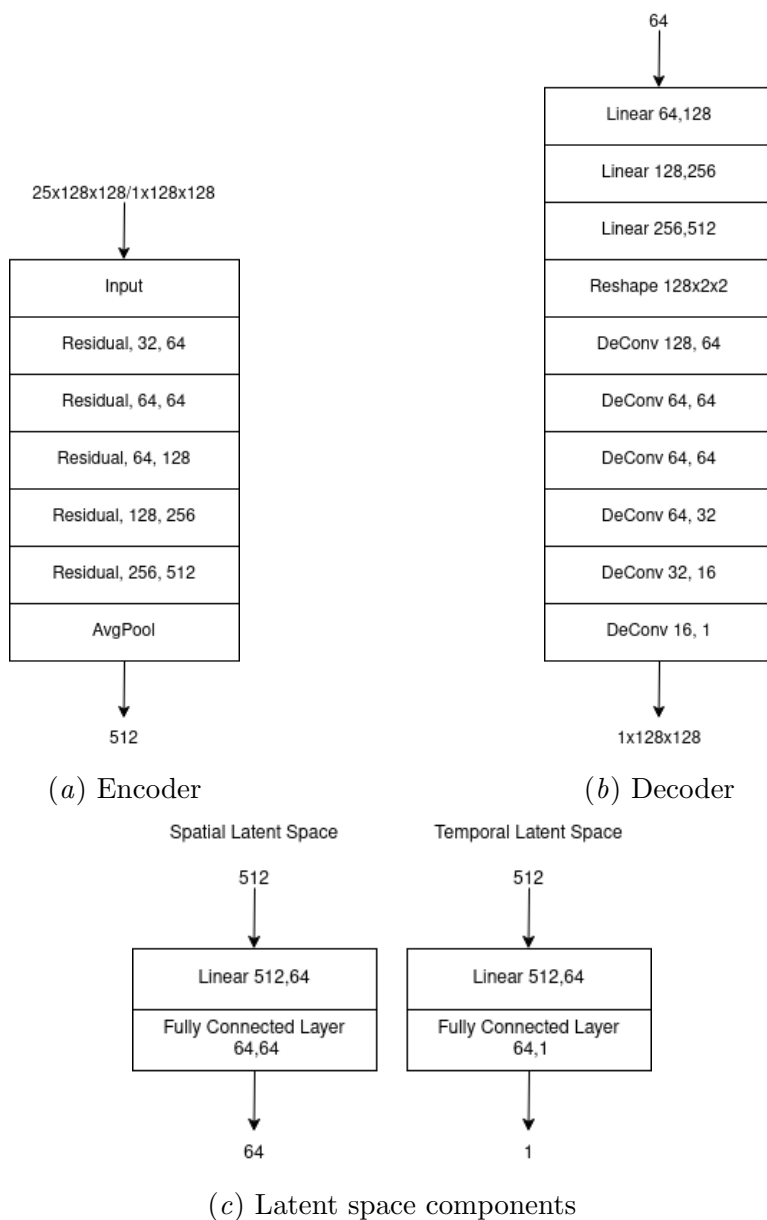 25x128x128/1x128x128
Input
Residual, 32, 64
Residual, 64, 64
Residual, 64, 128
Residual, 128, 256
Residual, 256, 512
AvgPool
512
(a) Encoder
64
Linear 64,128
Linear 128,256
Linear 256,512
Reshape 128x2x2
DeConv 128, 64
DeConv 64, 64
DeConv 64, 64
DeConv 64, 32
DeConv 32, 16
DeConv 16, 1
1x128x128
(b) Decoder
Spatial Latent Space
512
Linear 512,64
Fully Connected Layer
64,64
64
Temporal Latent Space
512
Linear 512,64
Fully Connected Layer
64,1
1
(c) Latent space components